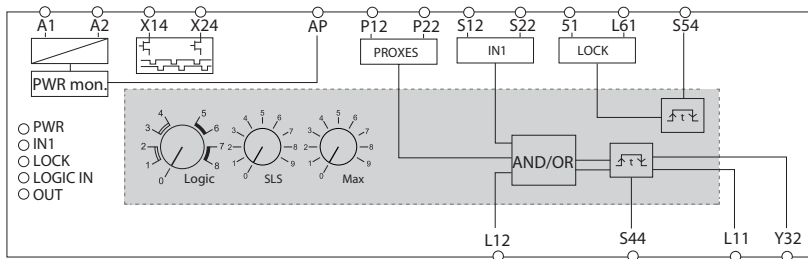 A1 A2 X14 X24 AP P12 P22 S12 S22 51 L61 S54
PROXES IN1 LOCK
PWR mon.
PWR
IN1
LOCK
LOGIC IN
OUT
0 1 2 3 4 5 6 7 8
Logic
0 1 2 3 4 5 6 7 8 9
SLS
0 1 2 3 4 5 6 7 8 9
Max
AND/OR
t
t
L12 S44 L11 Y32